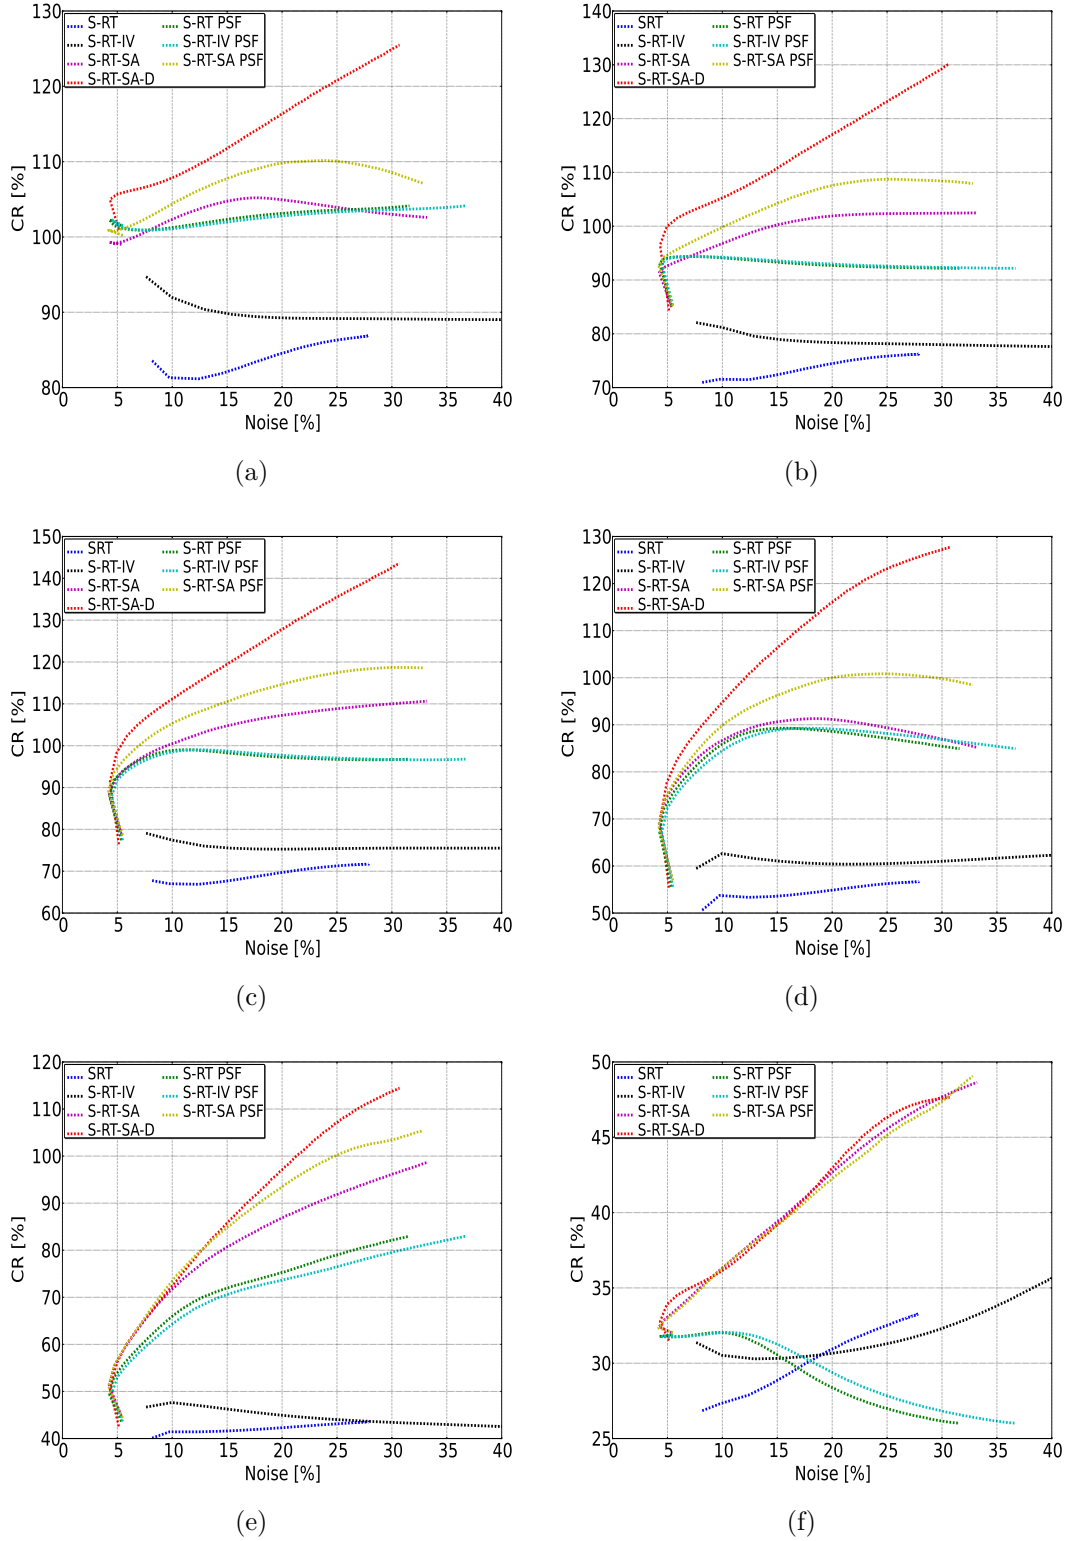 130
120
110
100
90
80
CR [%]
S-RT
S-RT-IV
S-RT-SA
S-RT-SA-D
S-RT PSF
S-RT-IV PSF
S-RT-SA PSF
0 5 10 15 20 25 30 35 40
Noise [%]
(a)
140
130
120
110
100
90
80
70
CR [%]
SRT
S-RT-IV
S-RT-SA
S-RT-SA-D
S-RT PSF
S-RT-IV PSF
S-RT-SA PSF
0 5 10 15 20 25 30 35 40
Noise [%]
(b)
150
140
130
120
110
100
90
80
70
60
CR [%]
SRT
S-RT-IV
S-RT-SA
S-RT-SA-D
S-RT PSF
S-RT-IV PSF
S-RT-SA PSF
0 5 10 15 20 25 30 35 40
Noise [%]
(c)
130
120
110
100
90
80
70
60
50
CR [%]
SRT
S-RT-IV
S-RT-SA
S-RT-SA-D
S-RT PSF
S-RT-IV PSF
S-RT-SA PSF
0 5 10 15 20 25 30 35 40
Noise [%]
(d)
120
110
100
90
80
70
60
50
40
CR [%]
SRT
S-RT-IV
S-RT-SA
S-RT-SA-D
S-RT PSF
S-RT-IV PSF
S-RT-SA PSF
0 5 10 15 20 25 30 35 40
Noise [%]
(e)
50
45
40
35
30
25
CR [%]
SRT
S-RT-IV
S-RT-SA
S-RT-SA-D
S-RT PSF
S-RT-IV PSF
S-RT-SA PSF
0 5 10 15 20 25 30 35 40
Noise [%]
(f)